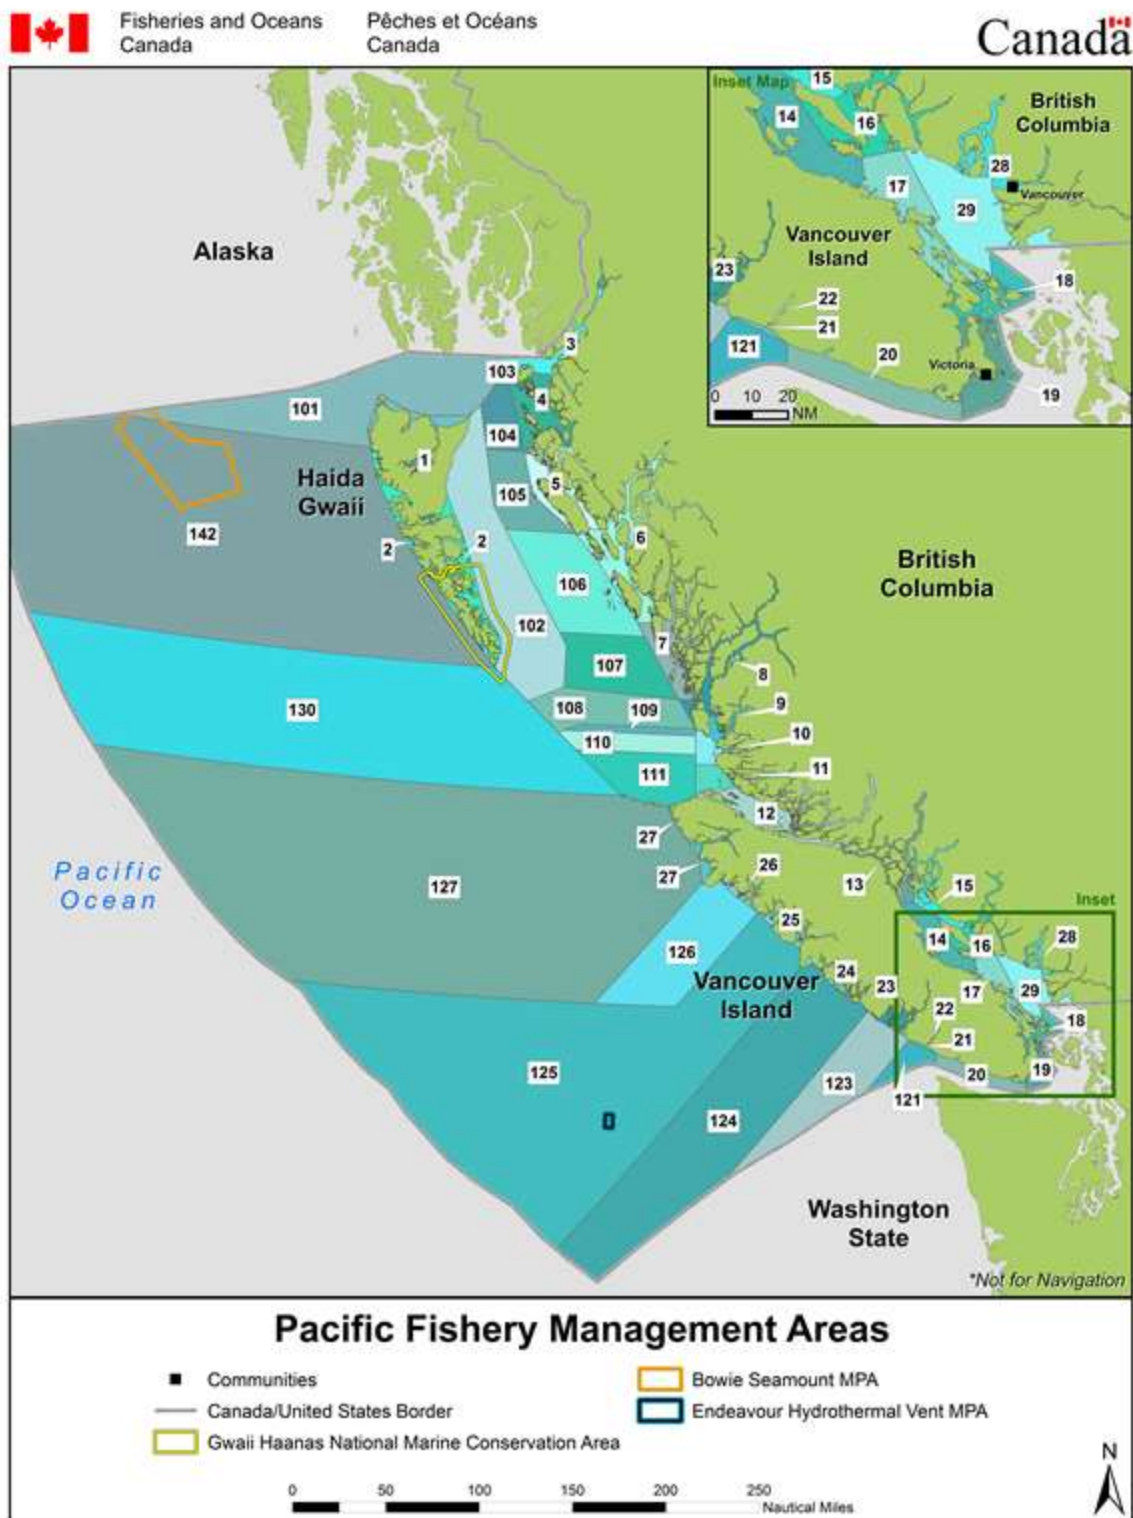 Fisheries and Oceans
Canada
Pêches et Océans
Canada
Canada
Inset Map
15
14
16
British
Columbia
28
Vancouver
17
29
Vancouver
Island
23
18
22
21
121
20
Victoria
19
0 10 20
NM
Alaska
3
103
101
4
104
1
Haida
Gwaii
105
5
142
2
2
6
British
Columbia
106
102
7
107
8
130
108
109
9
110
10
111
11
12
27
Pacific
Ocean
127
27
26
13
15
Inset
25
126
14
16
28
Vancouver
Island
24
23
17
29
22
18
21
125
123
121
20
19
124
Washington
State
*Not for Navigation
Pacific Fishery Management Areas
Communities
Canada/United States Border
Gwaii Haanas National Marine Conservation Area
Bowie Seamount MPA
Endeavour Hydrothermal Vent MPA
N
0 50 100 150 200 250
Nautical Miles